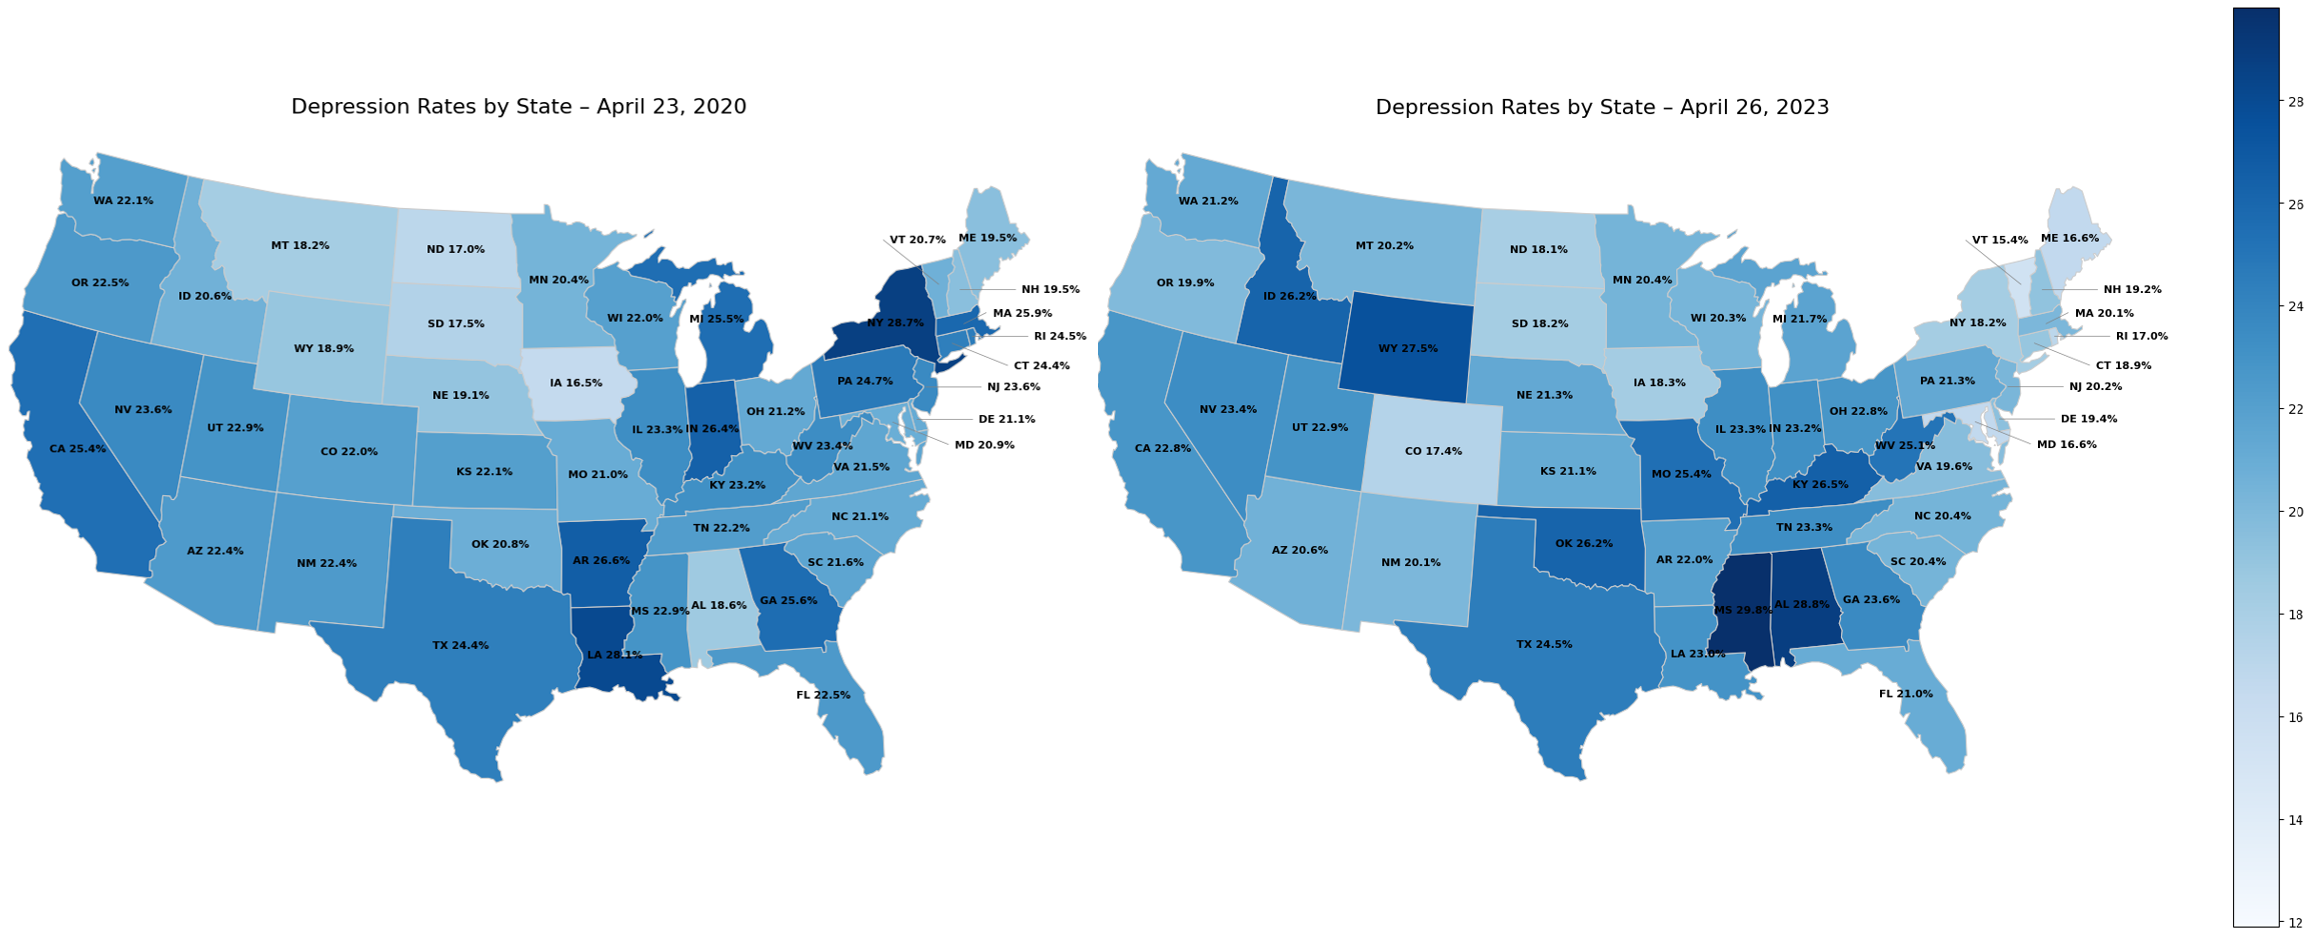 Depression Rates by State – April 23, 2020
WA 22.1%
MT 18.2%
ND 17.0%
MN 20.4%
VT 20.7%
ME 19.5%
OR 22.5%
ID 20.6%
NH 19.5%
MA 25.9%
SD 17.5%
WI 22.0%
MI 25.5%
NY 28.7%
RI 24.5%
WY 18.9%
CT 24.4%
IA 16.5%
PA 24.7%
NJ 23.6%
NE 19.1%
NV 23.6%
OH 21.2%
DE 21.1%
UT 22.9%
IL 23.3%
IN 26.4%
MD 20.9%
CA 25.4%
CO 22.0%
WV 23.4%
KS 22.1%
MO 21.0%
VA 21.5%
KY 23.2%
NC 21.1%
TN 22.2%
AZ 22.4%
OK 20.8%
NM 22.4%
AR 26.6%
SC 21.6%
MS 22.9%
AL 18.6%
GA 25.6%
TX 24.4%
LA 28.1%
FL 22.5%
Depression Rates by State – April 26, 2023
WA 21.2%
MT 20.2%
ND 18.1%
VT 15.4%
ME 16.6%
OR 19.9%
ID 26.2%
MN 20.4%
NH 19.2%
MA 20.1%
SD 18.2%
WI 20.3%
MI 21.7%
NY 18.2%
RI 17.0%
WY 27.5%
CT 18.9%
IA 18.3%
PA 21.3%
NJ 20.2%
NE 21.3%
NV 23.4%
OH 22.8%
DE 19.4%
UT 22.9%
IL 23.3%
IN 23.2%
MD 16.6%
CA 22.8%
CO 17.4%
WV 25.1%
KS 21.1%
MO 25.4%
VA 19.6%
KY 26.5%
NC 20.4%
TN 23.3%
AZ 20.6%
OK 26.2%
NM 20.1%
AR 22.0%
SC 20.4%
MS 29.8%
AL 28.8%
GA 23.6%
TX 24.5%
LA 23.0%
FL 21.0%
28
26
24
22
20
18
16
14
12